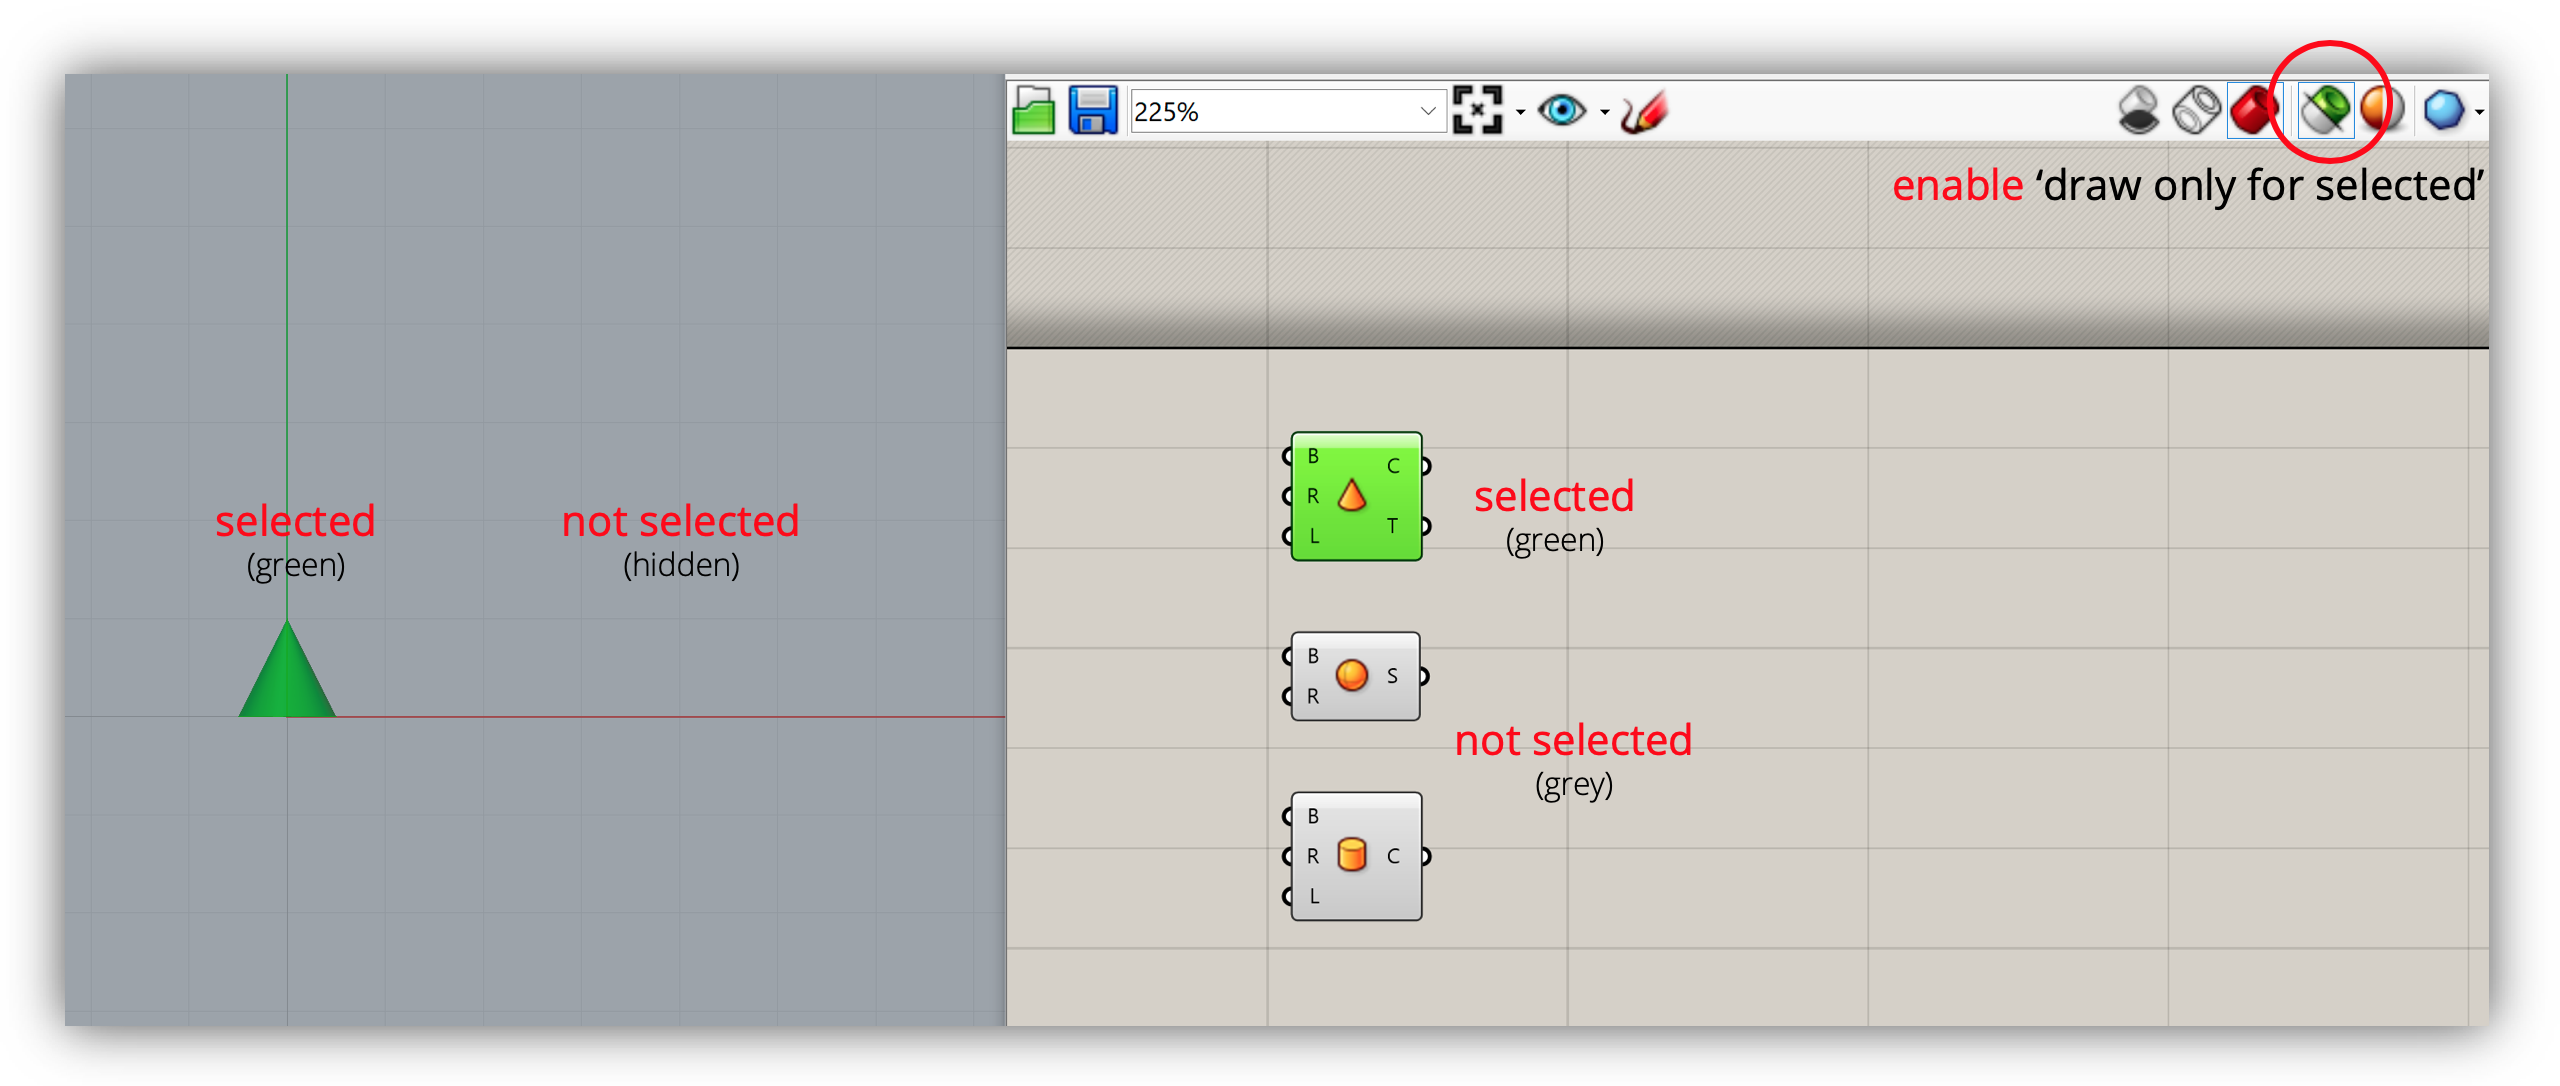 225%
enable ‘draw only for selected’
selected
(green)
not selected
(hidden)
B
R
L
C
T
selected
(green)
B
R
S
not selected
(grey)
B
R
L
C